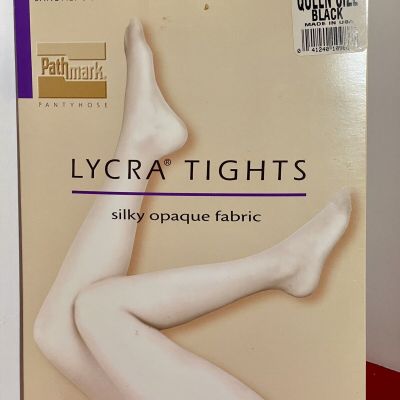 QUEEN SIZE
BLACK
MADE IN USA
Pathmark
PANTYHOSE
LYCRA® TIGHTS
silky opaque fabric